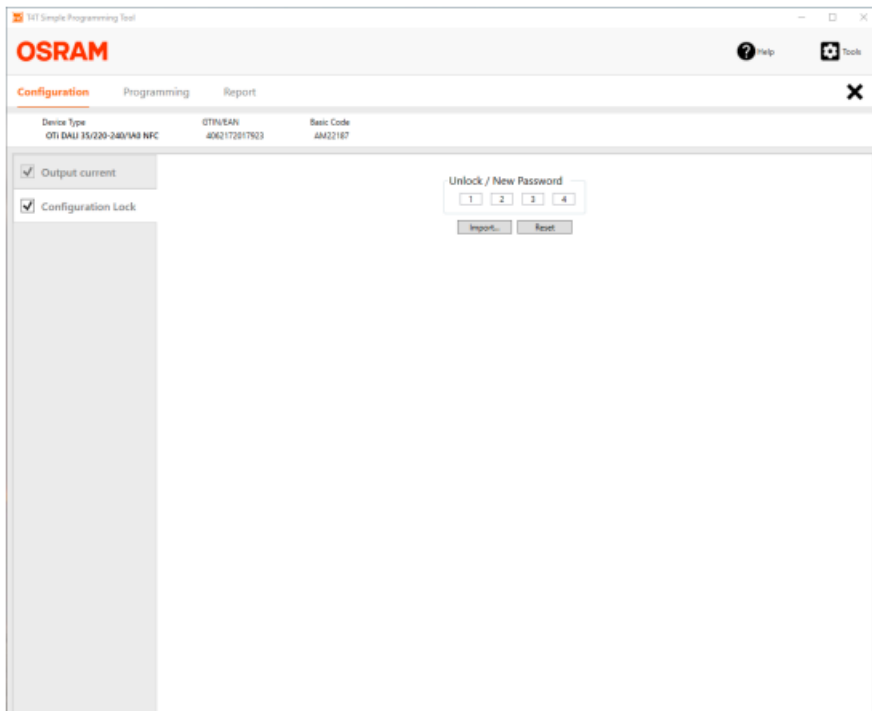 T4T Simple Programming Tool
OSRAM
Help
Tools
Configuration Programming Report
Device Type GTIN/EAN Basic Code
OTi DALI 35/220-240/1A0 NFC 4062172017923 AM22187
Output current
Configuration Lock
Unlock / New Password
1 2 3 4
Import... Reset